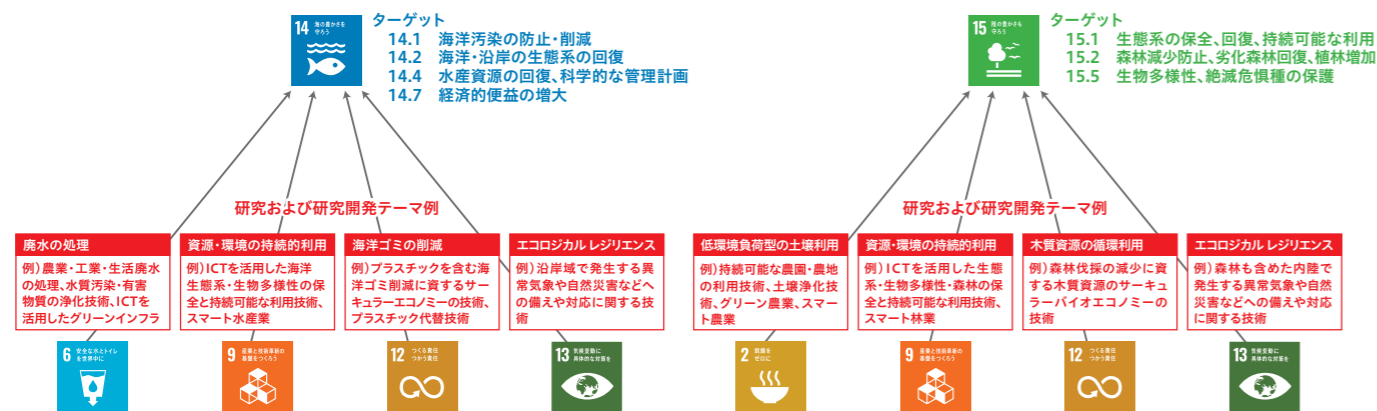 14 海の豊かさを
守ろう
ターゲット
14.1 海洋汚染の防止・削減
14.2 海洋・沿岸の生態系の回復
14.4 水産資源の回復、科学的な管理計画
14.7 経済的便益の増大
15 陸の豊かさも
守ろう
ターゲット
15.1 生態系の保全、回復、持続可能な利用
15.2 森林減少防止、劣化森林回復、植林増加
15.5 生物多様性、絶滅危惧種の保護
研究および研究開発テーマ例
廃水の処理
例）農業・工業・生活廃水
の処理、水質汚染・有害
物質の浄化技術、ICTを
活用したグリーンインフラ
資源・環境の持続的利用
例）ICTを活用した海洋
生態系・生物多様性の保
全と持続可能な利用技術、
スマート水産業
海洋ゴミの削減
例）プラスチックを含む海
洋ゴミ削減に資するサー
キュラーエコノミーの技術、
プラスチック代替技術
エコロジカル レジリエンス
例）沿岸域で発生する異
常気象や自然災害などへ
の備えや対応に関する技
術
6 安全な水とトイレ
を世界中に
9 産業と技術革新の
基盤をつくろう
12 つくる責任
つかう責任
13 気候変動に
具体的な対策を
研究および研究開発テーマ例
低環境負荷型の土壌利用
例）持続可能な農園・農地
の利用技術、土壌浄化技
術、グリーン農業、スマー
ト農業
資源・環境の持続的利用
例）ICTを活用した生態
系・生物多様性・森林の保
全と持続可能な利用技術、
スマート林業
木質資源の循環利用
例）森林伐採の減少に資
する木質資源のサーキュ
ラーバイオエコノミーの
技術
エコロジカル レジリエンス
例）森林も含めた内陸で
発生する異常気象や自然
災害などへの備えや対応
に関する技術
2 飢餓を
ゼロに
9 産業と技術革新の
基盤をつくろう
12 つくる責任
つかう責任
13 気候変動に
具体的な対策を